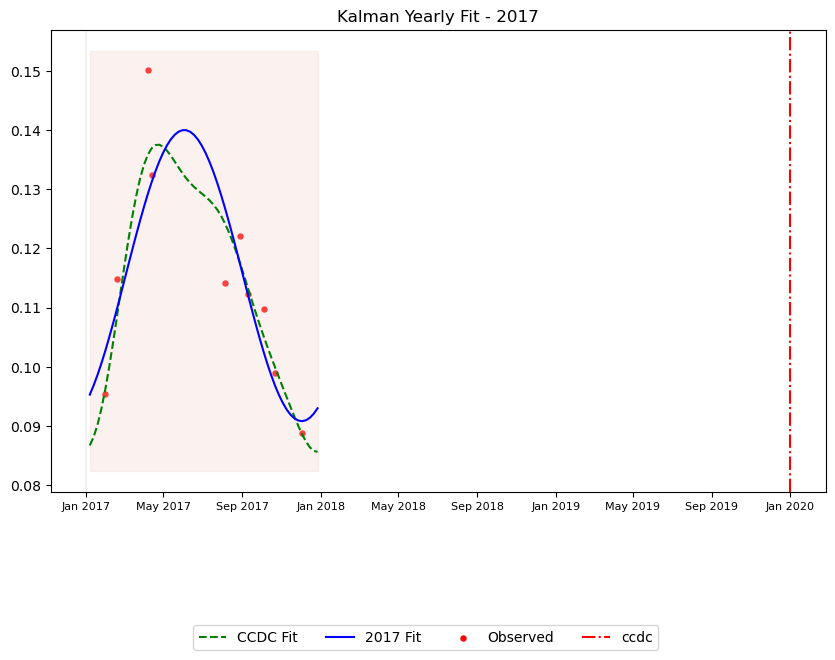 Kalman Yearly Fit - 2017
0.15
0.14
0.13
0.12
0.11
0.10
0.09
0.08
Jan 2017 May 2017 Sep 2017 Jan 2018 May 2018 Sep 2018 Jan 2019 May 2019 Sep 2019 Jan 2020
CCDC Fit 2017 Fit Observed ccdc